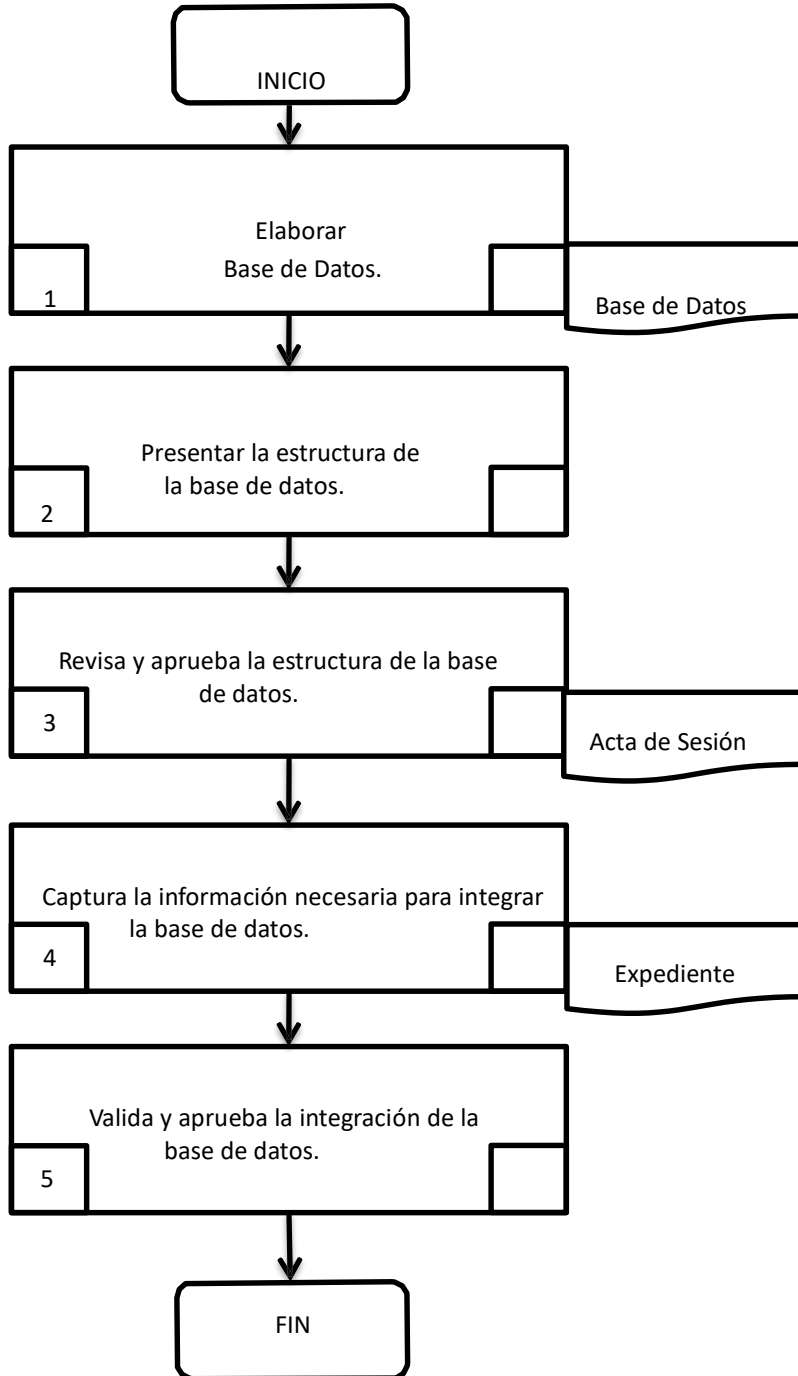 INICIO
Elaborar
Base de Datos.
1
Base de Datos
Presentar la estructura de
la base de datos.
2
Revisa y aprueba la estructura de la base
de datos.
3
Acta de Sesión
Captura la información necesaria para integrar
la base de datos.
4
Expediente
Valida y aprueba la integración de la
base de datos.
5
FIN